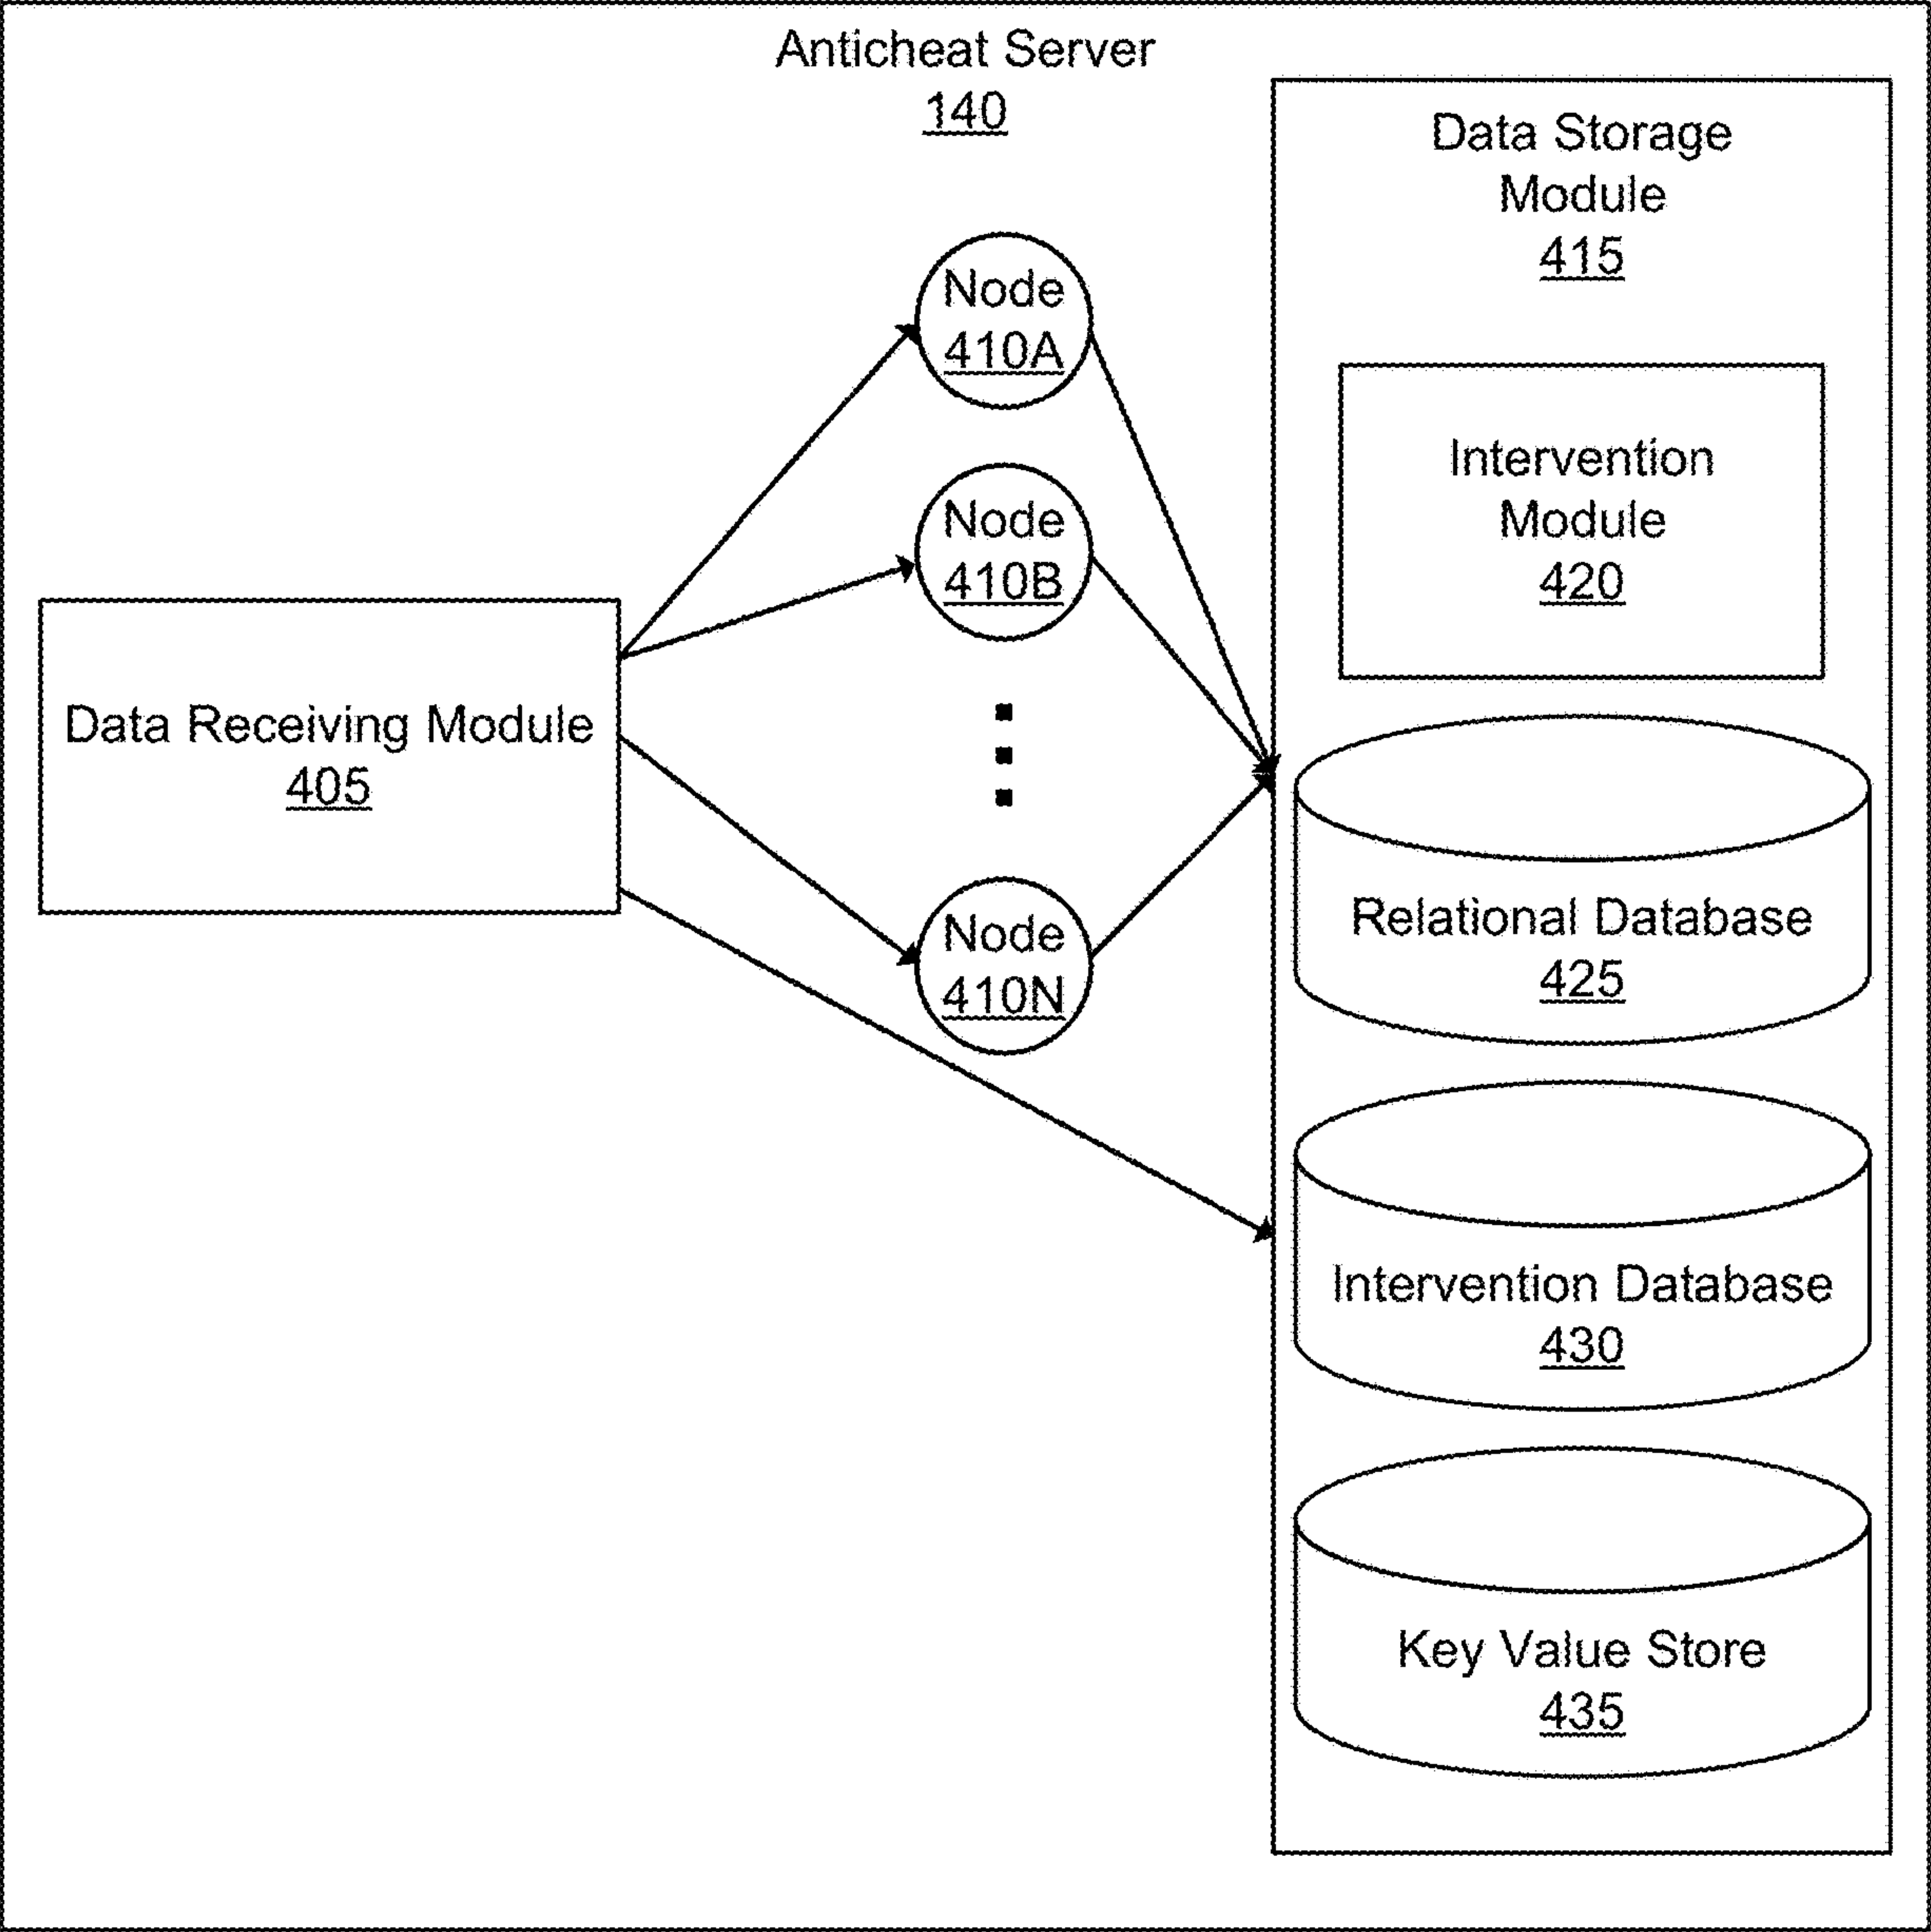 Anticheat Server
140
Data Storage
Module
415
Node
410A
Intervention
Module
420
Node
410B
Data Receiving Module
405
Relational Database
425
Node
410N
Intervention Database
430
Key Value Store
435